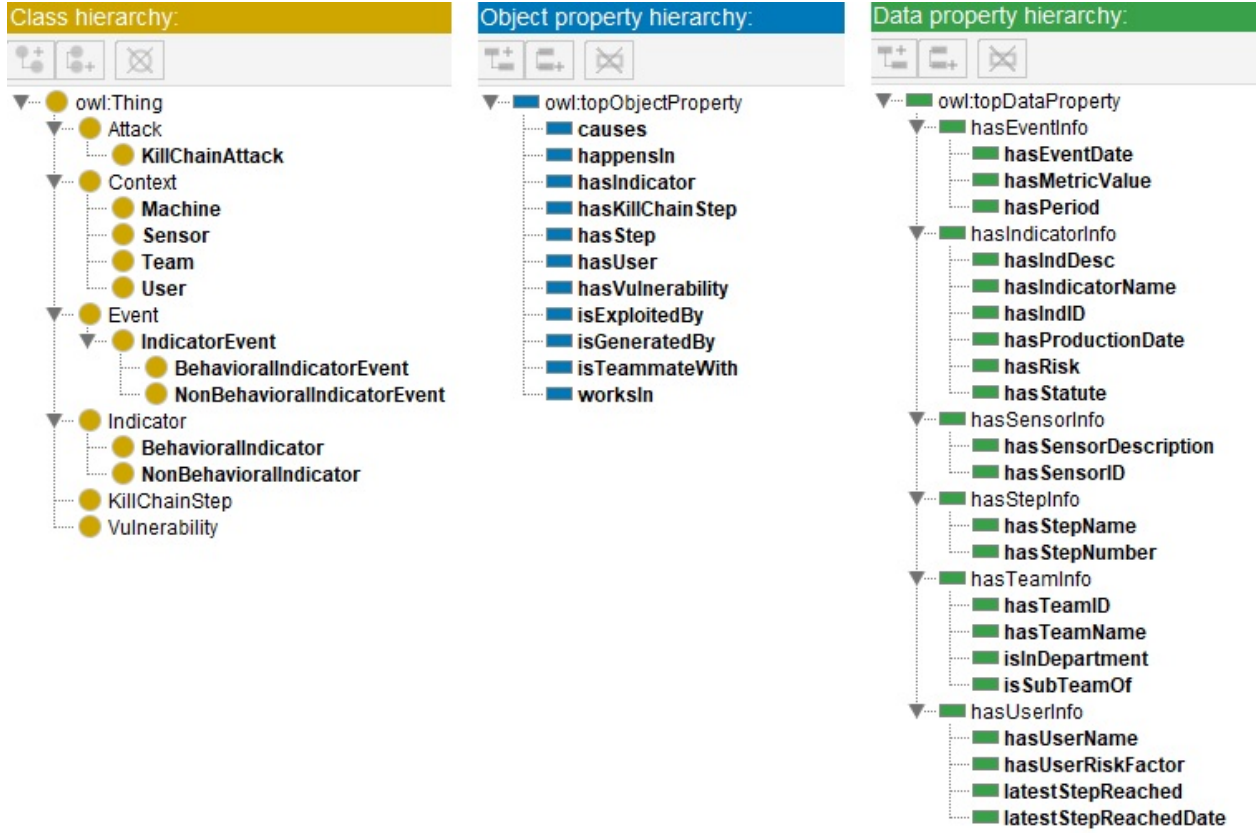 Class hierarchy:
owl:Thing
Attack
KillChainAttack
Context
Machine
Sensor
Team
User
Event
IndicatorEvent
BehavioralIndicatorEvent
NonBehavioralIndicatorEvent
Indicator
BehavioralIndicator
NonBehavioralIndicator
KillChainStep
Vulnerability
Object property hierarchy:
owl:topObjectProperty
causes
happensIn
hasIndicator
hasKillChainStep
hasStep
hasUser
hasVulnerability
isExploitedBy
isGeneratedBy
isTeammateWith
worksIn
Data property hierarchy:
owl:topDataProperty
hasEventInfo
hasEventDate
hasMetricValue
hasPeriod
hasIndicatorInfo
hasIndDesc
hasIndicatorName
hasIndID
hasProductionDate
hasRisk
hasStatute
hasSensorInfo
hasSensorDescription
hasSensorID
hasStepInfo
hasStepName
hasStepNumber
hasTeamInfo
hasTeamID
hasTeamName
isInDepartment
isSubTeamOf
hasUserInfo
hasUserName
hasUserRiskFactor
latestStepReached
latestStepReachedDate